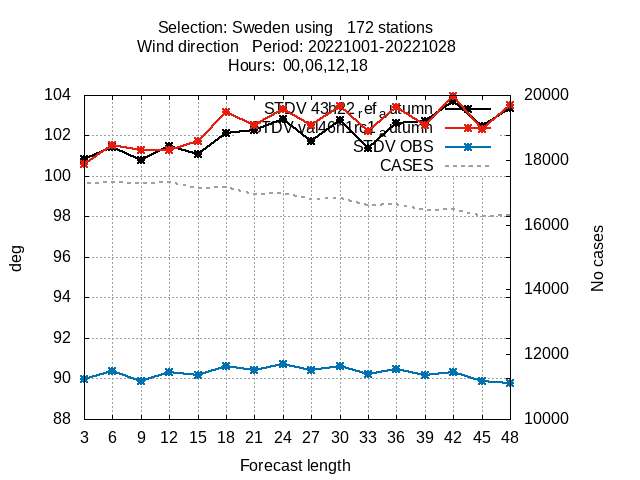 Selection: Sweden using   172 stations
Wind direction   Period: 20221001-20221028
Hours:  00,06,12,18
104
102
100
98
96
94
92
90
88
20000
18000
16000
14000
12000
10000
STDV OBS
CASES
deg
No cases
3 6 9 12 15 18 21 24 27 30 33 36 39 42 45 48
Forecast length